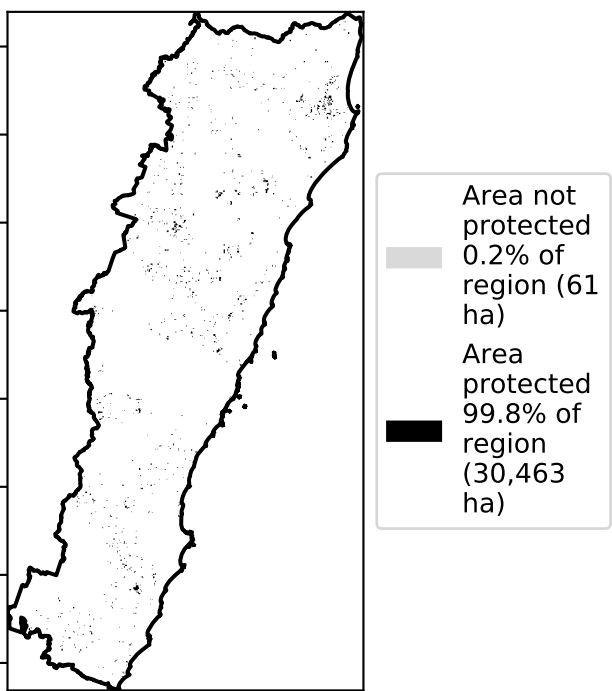 Area not
protected
0.2% of
region (61
ha)
Area
protected
99.8% of
region
(30,463
ha)